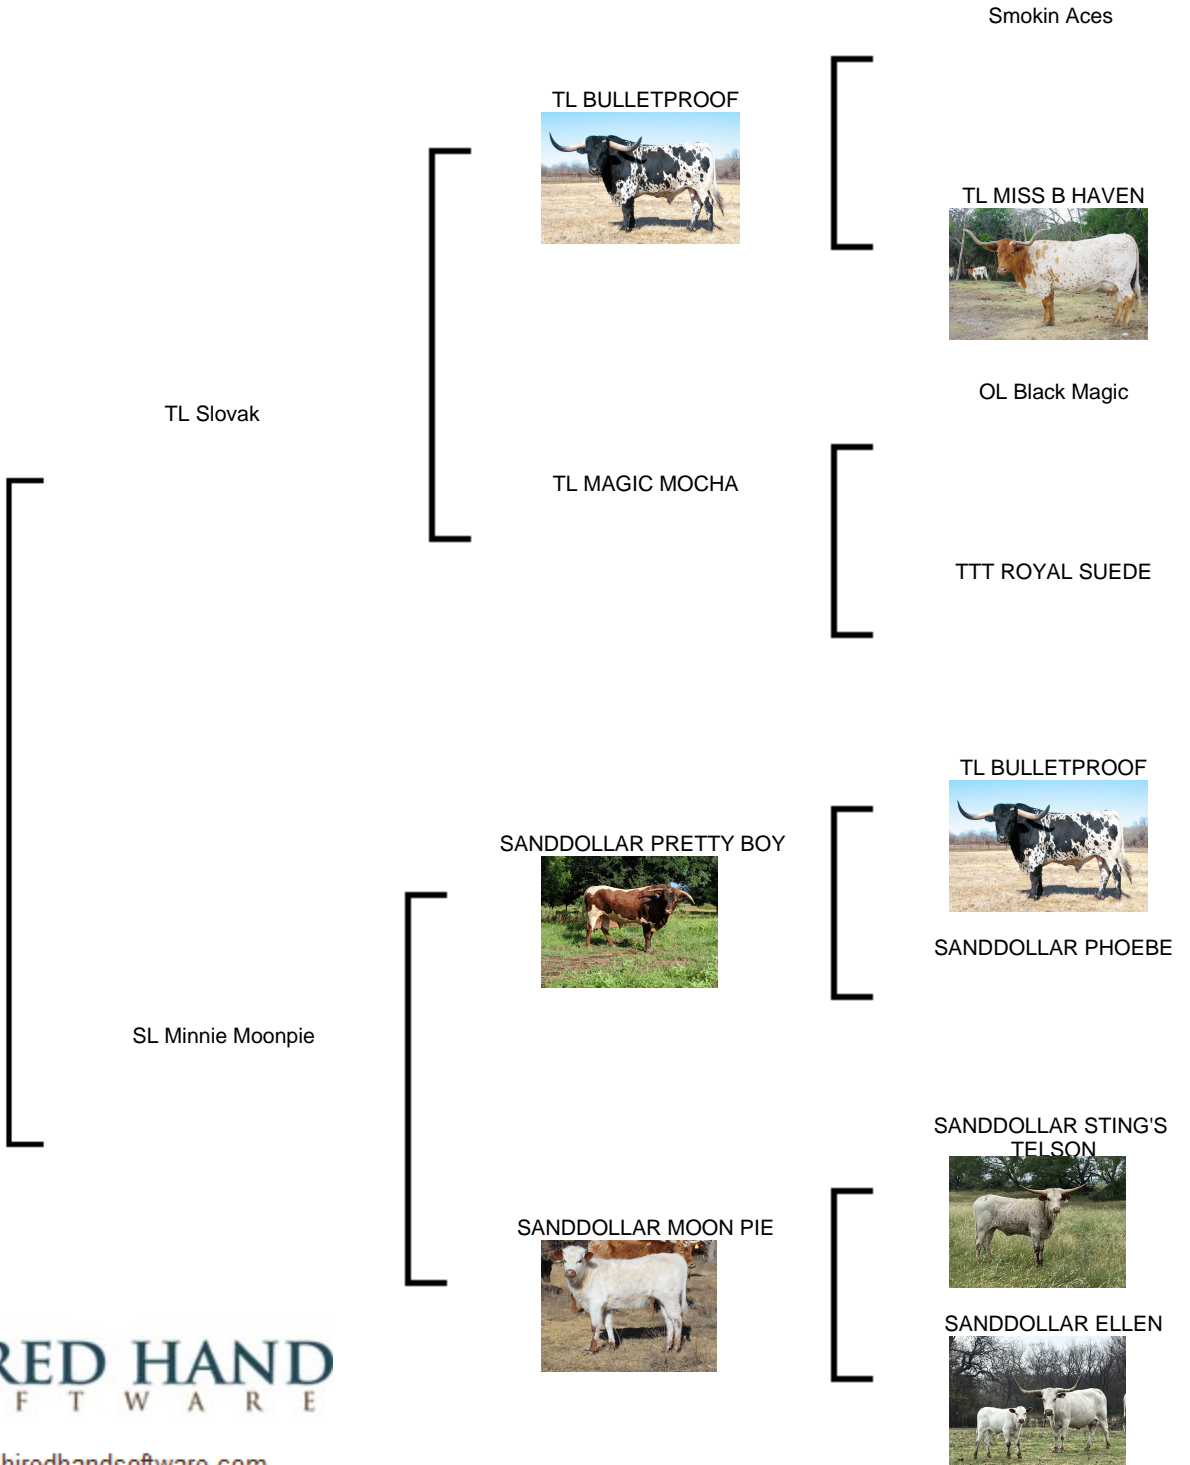 Smokin Aces
TL BULLETPROOF
TL MISS B HAVEN
TL Slovak
OL Black Magic
TL MAGIC MOCHA
TTT ROYAL SUEDE
TL BULLETPROOF
SANDDOLLAR PRETTY BOY
SANDDOLLAR PHOEBE
SL Minnie Moonpie
SANDDOLLAR STING'S
TELSON
SANDDOLLAR MOON PIE
SANDDOLLAR ELLEN
RED HAND
F T W A R E
hiredhandsoftware.com